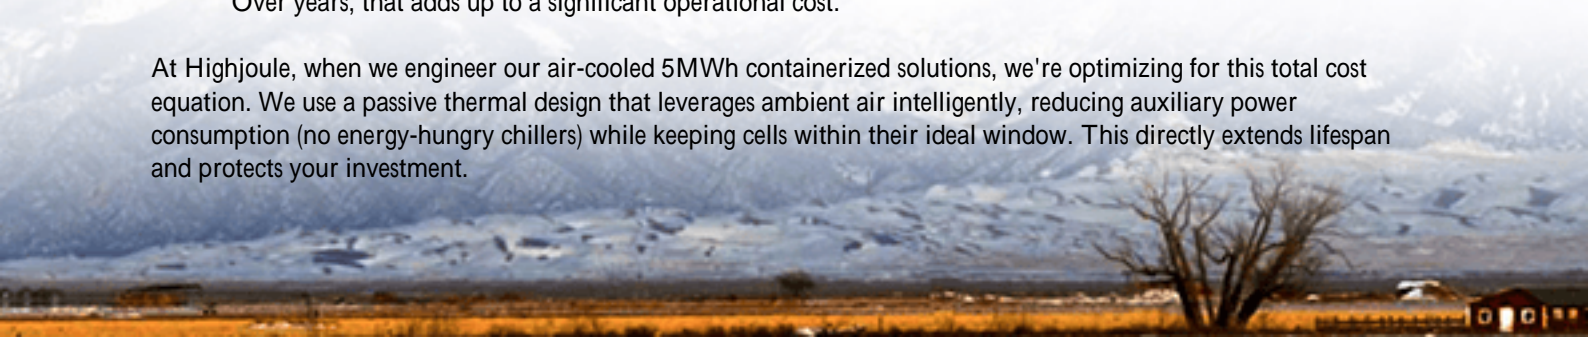 Over years, that adds up to a significant operational cost.
At Highjoule, when we engineer our air-cooled 5MWh containerized solutions, we're optimizing for this total cost
equation. We use a passive thermal design that leverages ambient air intelligently, reducing auxiliary power
consumption (no energy-hungry chillers) while keeping cells within their ideal window. This directly extends lifespan
and protects your investment.